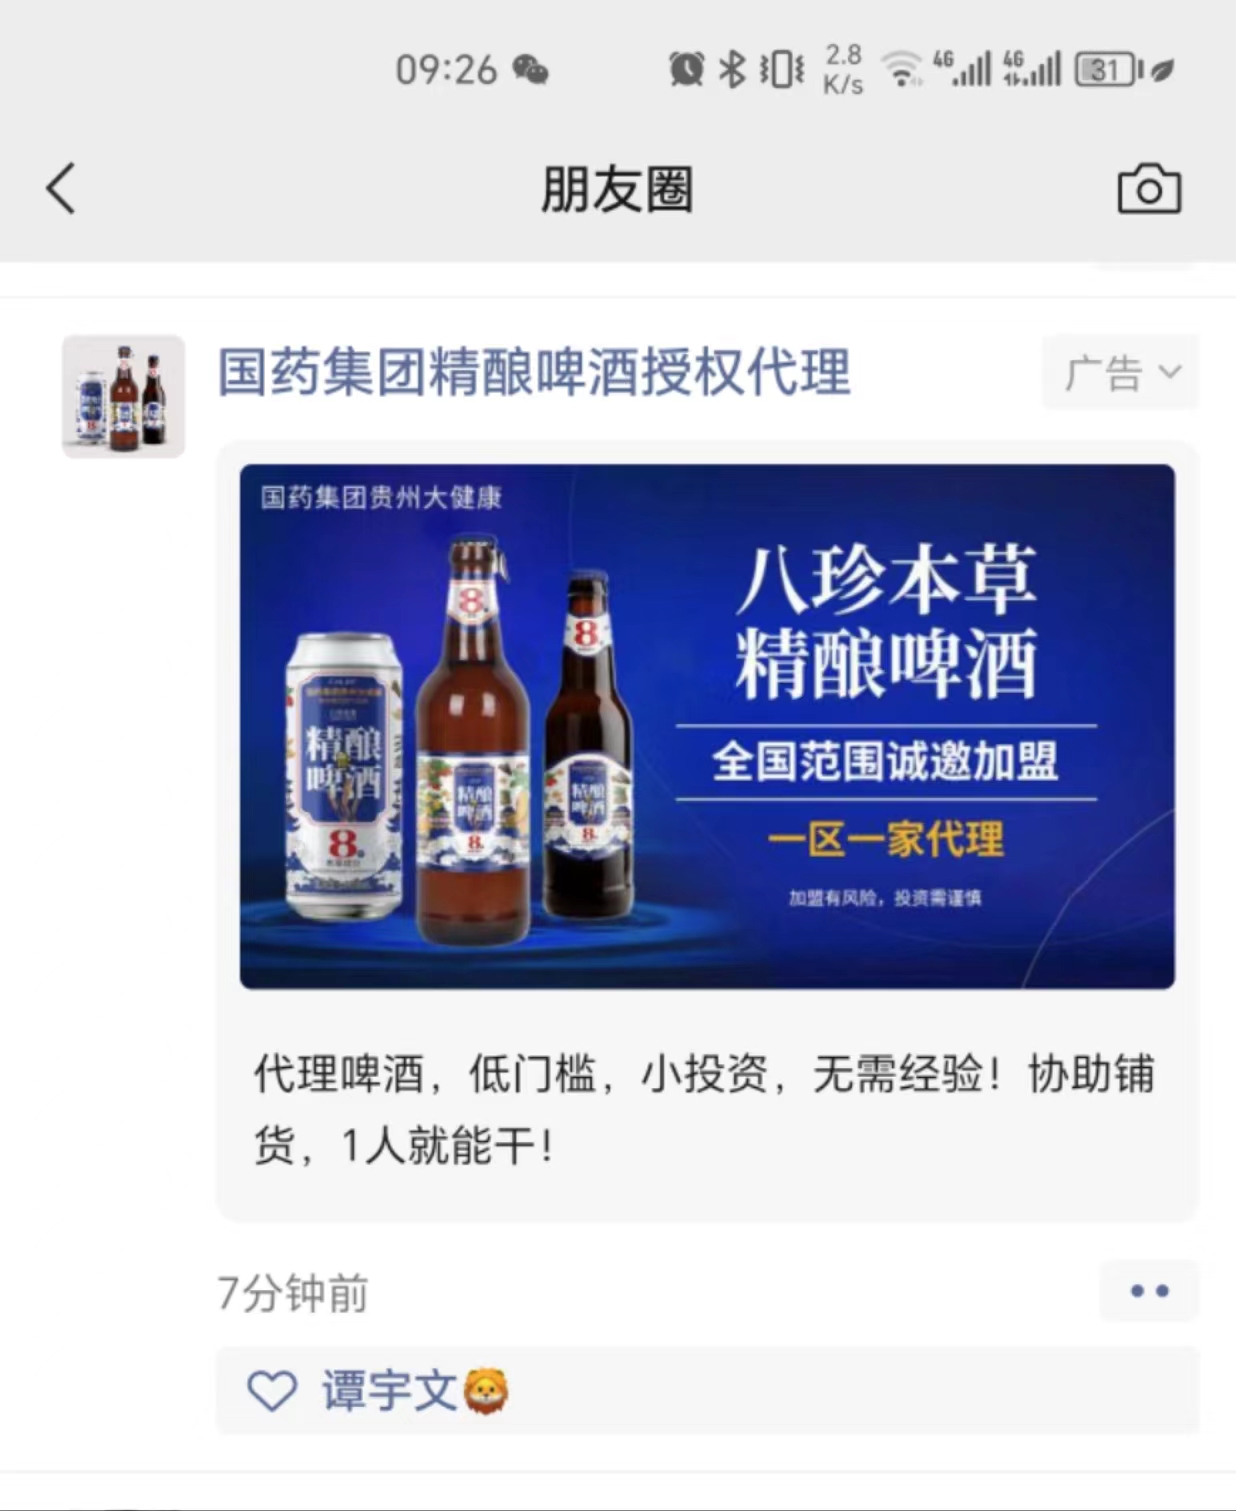 09:26
2.8
K/s
4G
4G
31
朋友圈
国药集团精酿啤酒授权代理
广告
国药集团贵州大健康
八珍本草
精酿啤酒
全国范围诚邀加盟
一区一家代理
加盟有风险，投资需谨慎
8
8
精酿
啤酒
8
精酿
啤酒
8
精酿
啤酒
8
代理啤酒，低门槛，小投资，无需经验！协助铺
货，1人就能干！
7分钟前
谭宇文